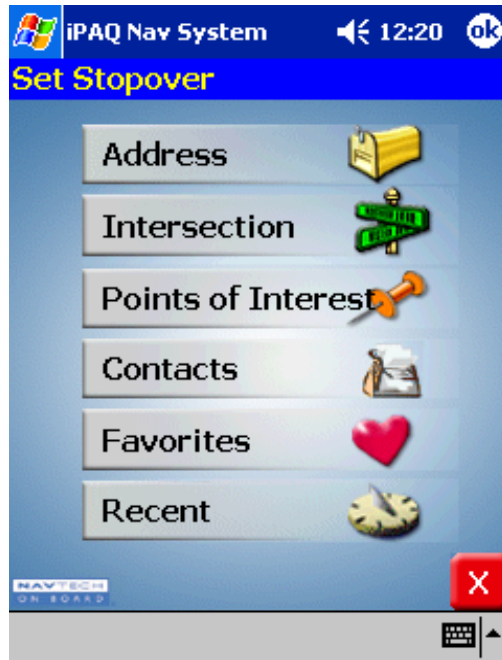 iPAQ Nav System 12:20 ok
Set Stopover
Address
Intersection
Points of Interest
Contacts
Favorites
Recent
NAVTECH
ON BOARD
X